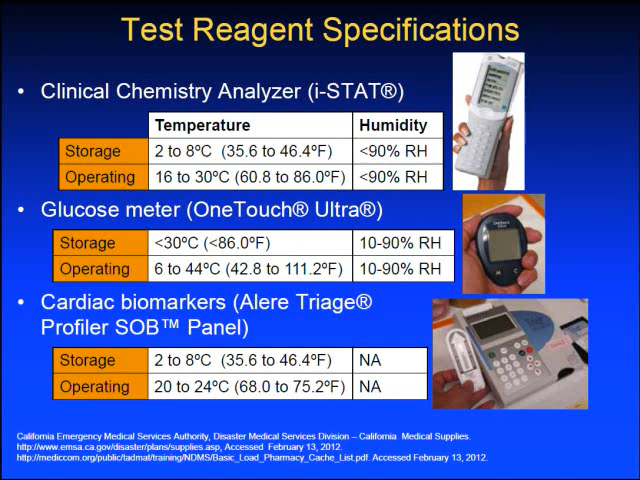 Test Reagent Specifications
• Clinical Chemistry Analyzer (i-STAT®)
Temperature Humidity
Storage 2 to 8ºC (35.6 to 46.4ºF) <90% RH
Operating 16 to 30ºC (60.8 to 86.0ºF) <90% RH
• Glucose meter (OneTouch® Ultra®)
Storage <30ºC (<86.0ºF) 10-90% RH
Operating 6 to 44ºC (42.8 to 111.2ºF) 10-90% RH
• Cardiac biomarkers (Alere Triage®
Profiler SOB™ Panel)
Storage 2 to 8ºC (35.6 to 46.4ºF) NA
Operating 20 to 24ºC (68.0 to 75.2ºF) NA
California Emergency Medical Services Authority, Disaster Medical Services Division – California Medical Supplies.
http://www.emsa.ca.gov/disaster/plans/supplies.asp, Accessed February 13, 2012.
http://mediccom.org/public/tadmat/training/NDMS/Basic_Load_Pharmacy_Cache_List.pdf. Accessed February 13, 2012.